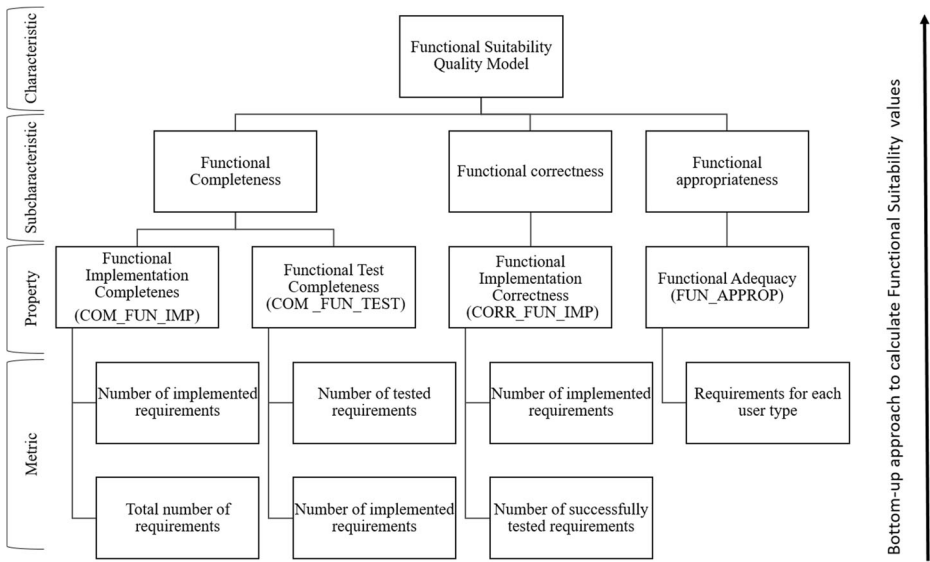 Characteristic
Functional Suitability
Quality Model
Subcharacteristic
Functional
Completeness
Functional correctness
Functional
appropriateness
Property
Functional
Implementation
Completenes
(COM_FUN_IMP)
Functional Test
Completeness
(COM _FUN_TEST)
Functional
Implementation
Correctness
(CORR_FUN_IMP)
Functional Adequacy
(FUN_APPROP)
Metric
Number of implemented
requirements
Number of tested
requirements
Number of implemented
requirements
Requirements for each
user type
Total number of
requirements
Number of implemented
requirements
Number of successfully
tested requirements
Bottom-up approach to calculate Functional Suitability values